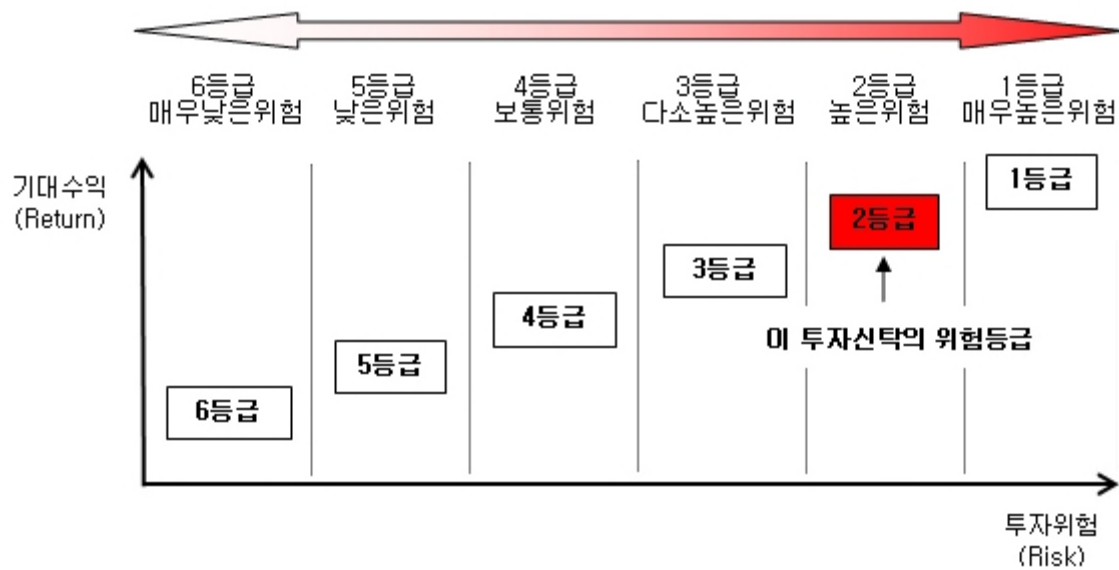 6등급
매우낮은위험
5등급
낮은위험
4등급
보통위험
3등급
다소높은위험
2등급
높은위험
1등급
매우높은위험
기대수익
(Return)
1등급
2등급
3등급
4등급
이 투자신탁의 위험등급
5등급
6등급
투자위험
(Risk)